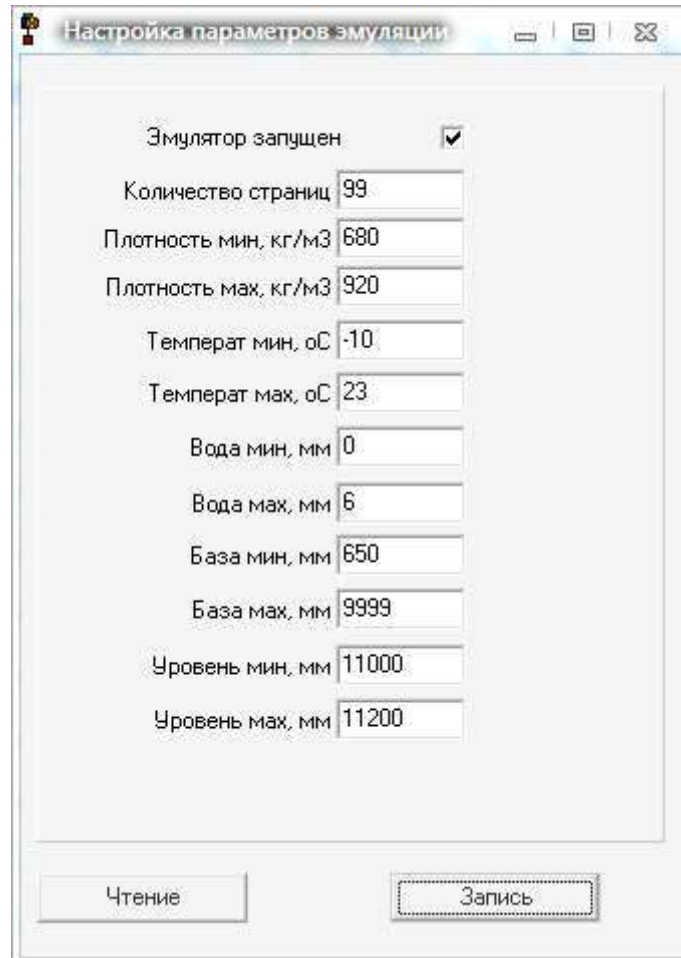 Настройка параметров эмуляции
Эмулятор запущен
Количество страниц 99
Плотность мин, кг/м3 680
Плотность мах, кг/м3 920
Температ мин, оС -10
Температ мах, оС 23
Вода мин, мм 0
Вода мах, мм 6
База мин, мм 650
База мах, мм 9999
Уровень мин, мм 11000
Уровень мах, мм 11200
Чтение Запись